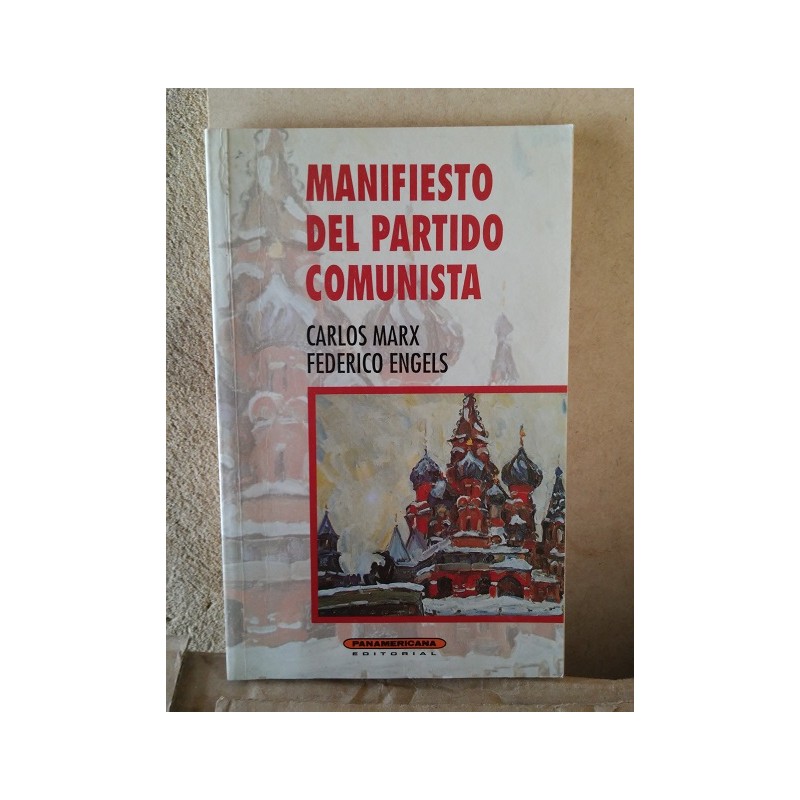 MANIFIESTO
DEL PARTIDO
COMUNISTA
CARLOS MARX
FEDERICO ENGELS
PANAMERICANA
EDITORIAL